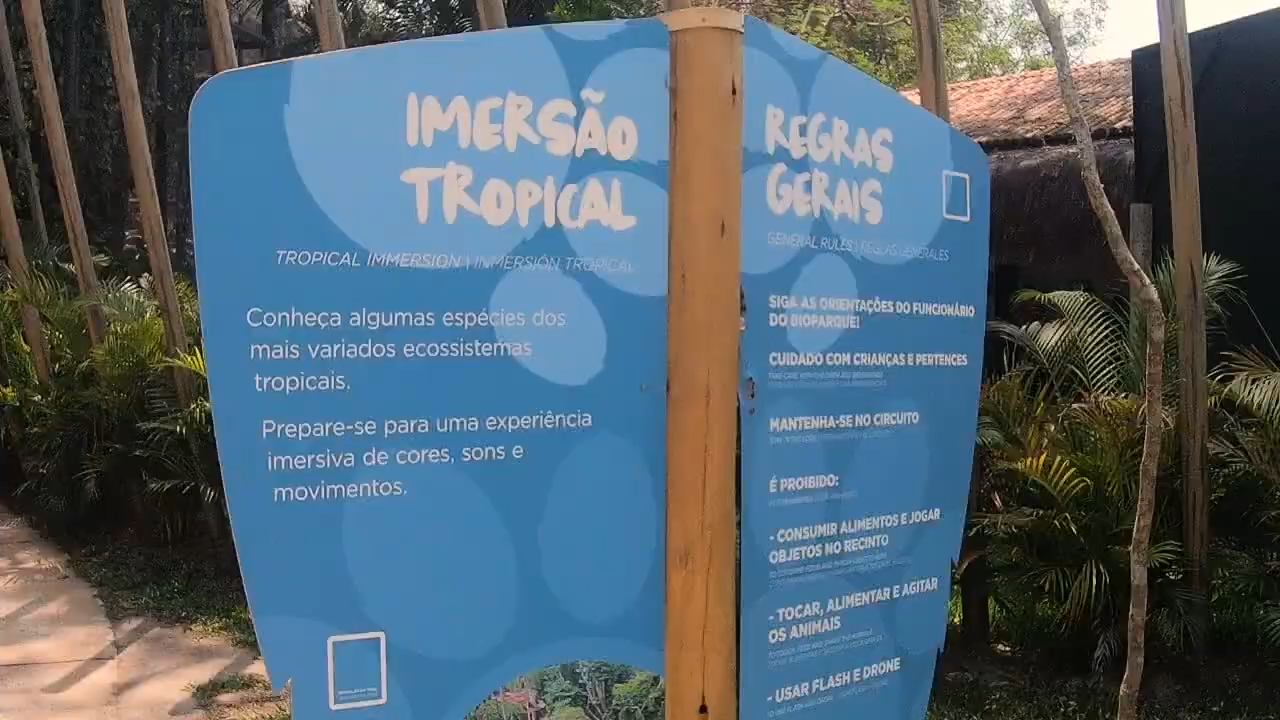 IMERSÃO
TROPICAL
TROPICAL IMMERSION | INMERSIÓN TROPICAL
Conheça algumas espécies dos
mais variados ecossistemas
tropicais.
Prepare-se para uma experiência
imersiva de cores, sons e
movimentos.
REGRAS
GERAIS
GENERAL RULES | REGLAS GENERALES
SIGA AS ORIENTAÇÕES DO FUNCIONÁRIO
DO BIOPARQUE!
CUIDADO COM CRIANÇAS E PERTENCES
MANTENHA-SE NO CIRCUITO
É PROIBIDO:
- CONSUMIR ALIMENTOS E JOGAR
OBJETOS NO RECINTO
- TOCAR, ALIMENTAR E AGITAR
OS ANIMAIS
- USAR FLASH E DRONE